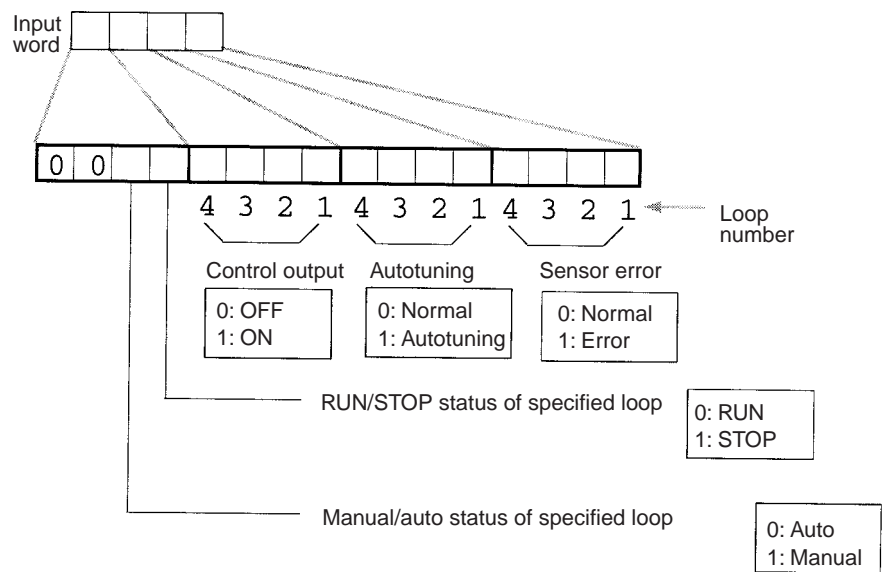 Input
word
0 0
4 3 2 1 4 3 2 1 4 3 2 1
Loop
number
Control output Autotuning Sensor error
0: OFF
1: ON
0: Normal
1: Autotuning
0: Normal
1: Error
RUN/STOP status of specified loop
0: RUN
1: STOP
Manual/auto status of specified loop
0: Auto
1: Manual